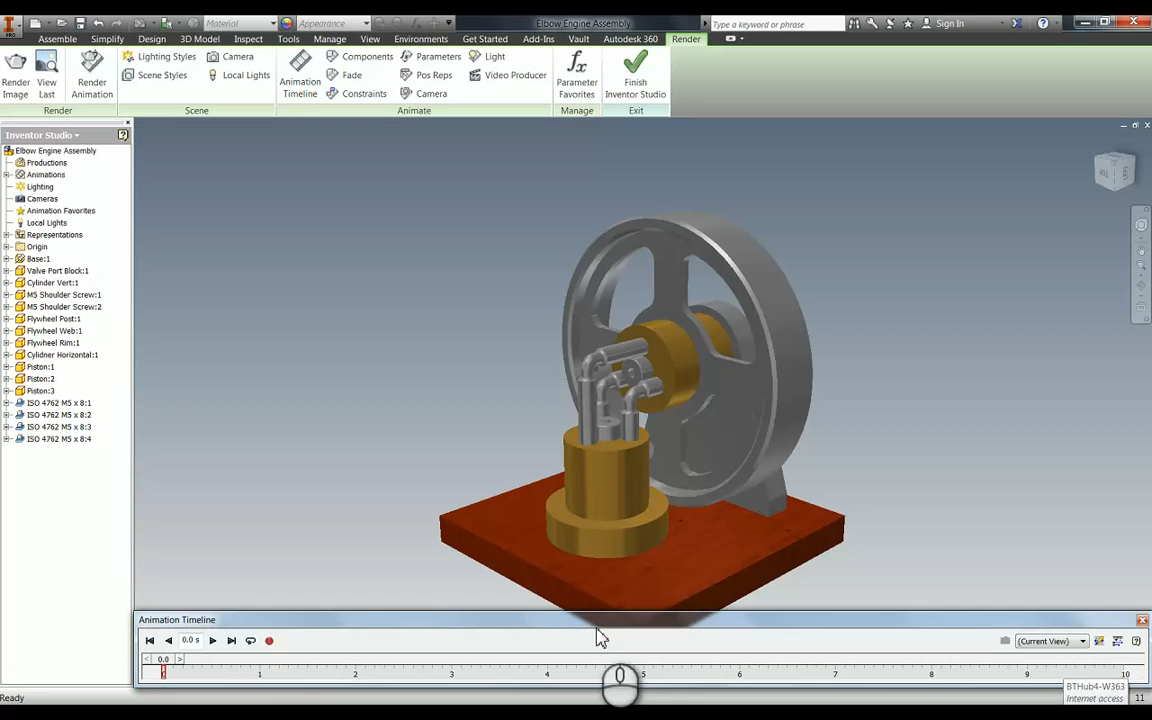 Material
Appearance
Elbow Engine Assembly
Type a keyword or phrase
Sign In
PRO
Assemble Simplify Design 3D Model Inspect Tools Manage View Environments Get Started Add-Ins Vault Autodesk 360 Render
Render Image
View Last
Render Animation
Lighting Styles
Camera
Scene Styles
Local Lights
Animation Timeline
Components
Parameters
Light
Fade
Pos Reps
Video Producer
Constraints
Camera
Parameter Favorites
Finish Inventor Studio
Render Scene Animate Manage Exit
Inventor Studio
Elbow Engine Assembly
Productions
Animations
Lighting
Cameras
Animation Favorites
Local Lights
Representations
Origin
Base:1
Valve Port Block:1
Cylinder Vert:1
M5 Shoulder Screw:1
M5 Shoulder Screw:2
Flywheel Post:1
Flywheel Web:1
Flywheel Rim:1
Cylidner Horizontal:1
Piston:1
Piston:2
Piston:3
ISO 4762 M5 x 8:1
ISO 4762 M5 x 8:2
ISO 4762 M5 x 8:3
ISO 4762 M5 x 8:4
Animation Timeline
0.0 s
(Current View)
< 0.0 >
1 2 3 4 5 6 7 8 9 10
Ready
BTHub4-W363
Internet access
11